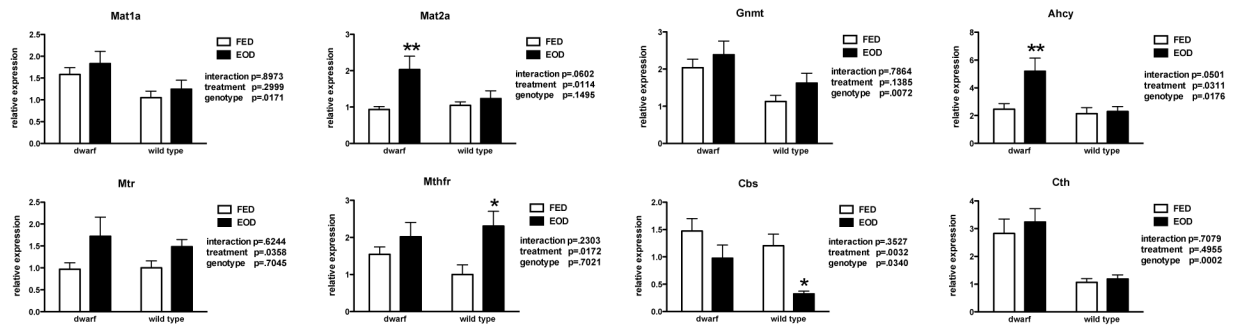 Mat1a
relative expression
2.5
2.0
1.5
1.0
0.5
0.0
dwarf
wild type
FED
EOD
interaction p=.8973
treatment p=.2999
genotype p=.0171
Mat2a
relative expression
3
2
1
0
**
dwarf
wild type
FED
EOD
interaction p=.0602
treatment p=.0114
genotype p=.1495
Gnmt
relative expression
3
2
1
0
dwarf
wild type
FED
EOD
interaction p=.7864
treatment p=.1385
genotype p=.0072
Ahcy
relative expression
8
6
4
2
0
**
dwarf
wild type
FED
EOD
interaction p=.0501
treatment p=.0311
genotype p=.0176
Mtr
relative expression
2.5
2.0
1.5
1.0
0.5
0.0
dwarf
wild type
FED
EOD
interaction p=.6244
treatment p=.0358
genotype p=.7045
Mthfr
relative expression
3
2
1
0
*
dwarf
wild type
FED
EOD
interaction p=.2303
treatment p=.0172
genotype p=.7021
Cbs
relative expression
2.0
1.5
1.0
0.5
0.0
*
dwarf
wild type
FED
EOD
interaction p=.3527
treatment p=.0032
genotype p=.0340
Cth
relative expression
4
3
2
1
0
dwarf
wild type
FED
EOD
interaction p=.7079
treatment p=.4955
genotype p=.0002